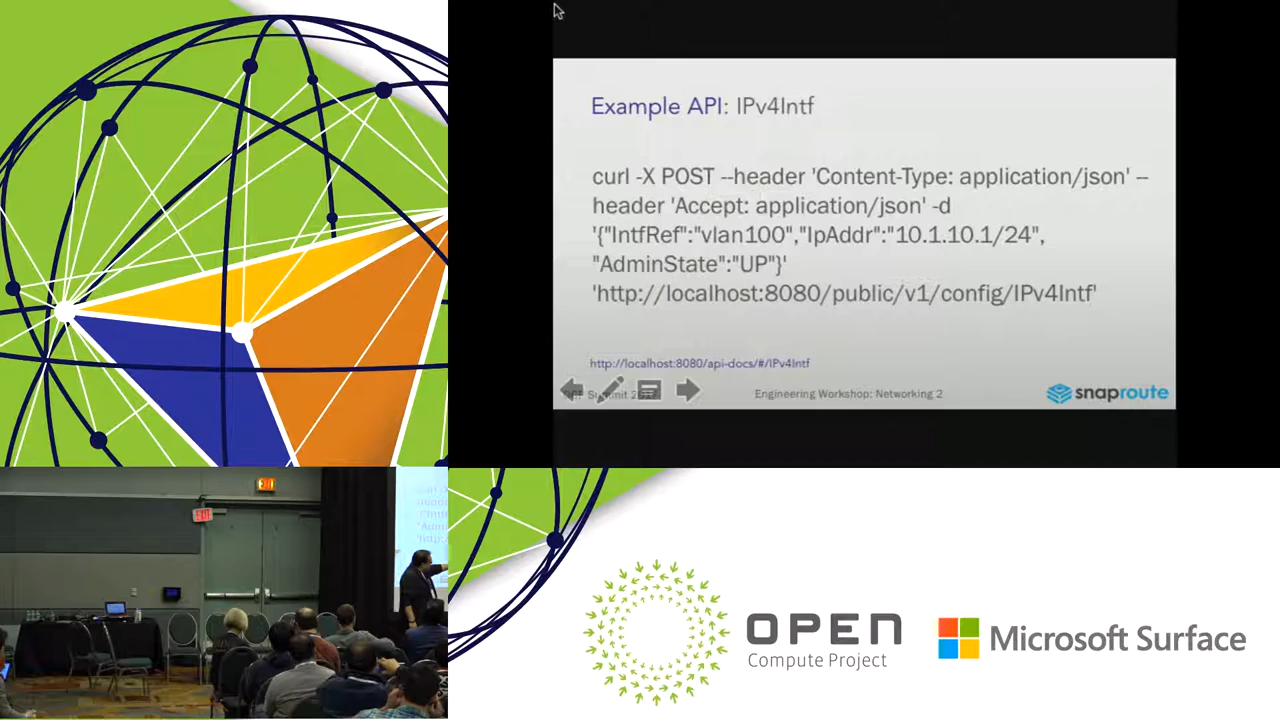 Example API: IPv4Intf
curl -X POST --header 'Content-Type: application/json' --
header 'Accept: application/json' -d
'{"IntfRef":"vlan100","IpAddr":"10.1.10.1/24",
"AdminState":"UP"}'
'http://localhost:8080/public/v1/config/IPv4Intf'
http://localhost:8080/api-docs/#/IPv4Intf
Engineering Workshop: Networking 2
snaproute
EXIT
OPEN
Compute Project
Microsoft Surface